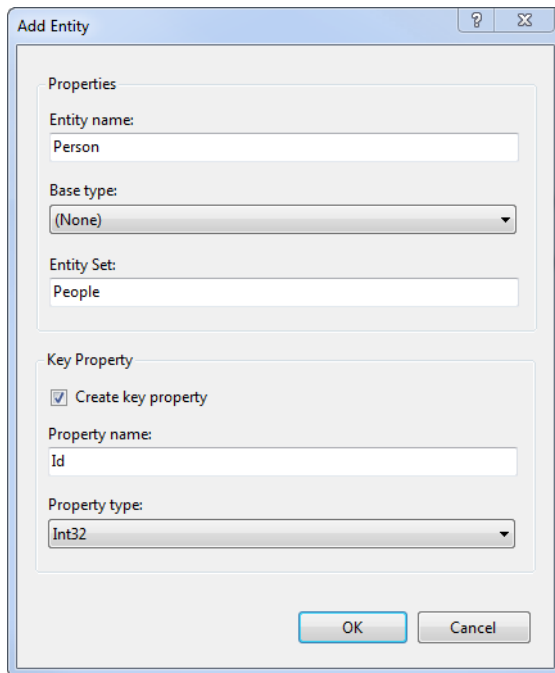 Add Entity
Properties
Entity name:
Person
Base type:
(None)
Entity Set:
People
Key Property
Create key property
Property name:
Id
Property type:
Int32
OK Cancel